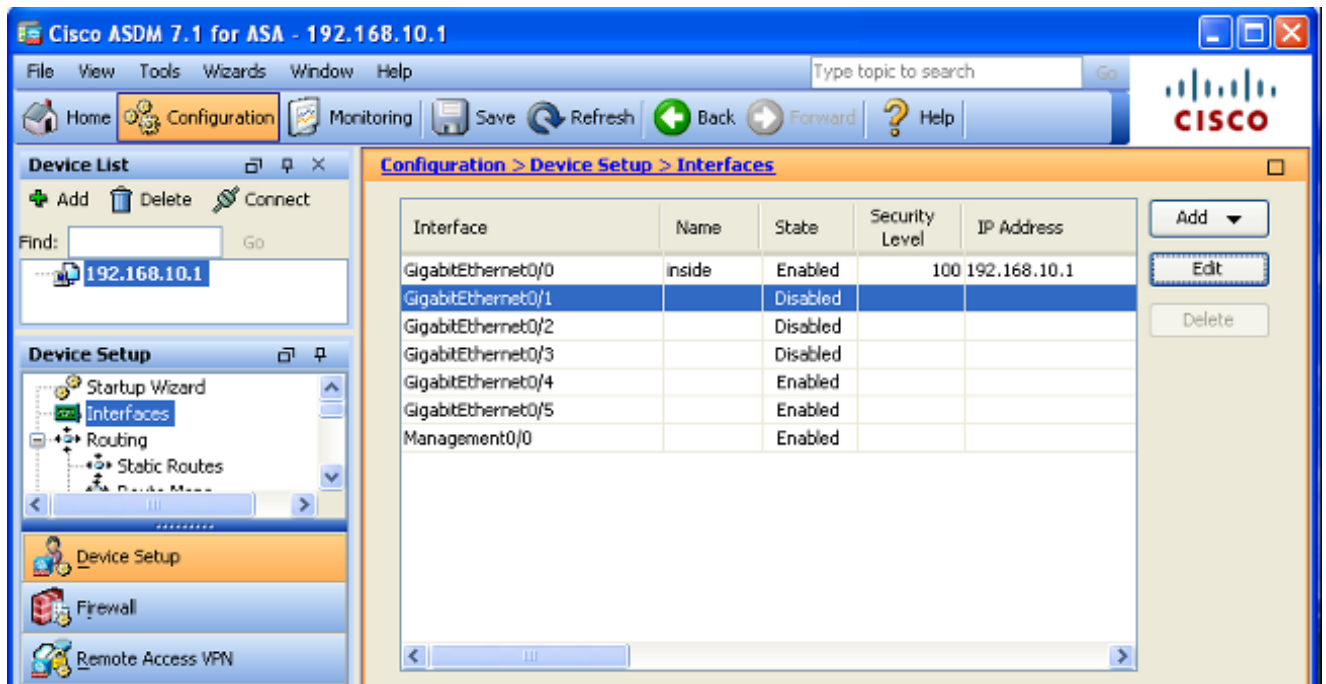 Cisco ASDM 7.1 for ASA - 192.168.10.1
File View Tools Wizards Window Help
Type topic to search Go
Home Configuration Monitoring Save Refresh Back Forward Help
CISCO
Device List
Add Delete Connect
Find: Go
192.168.10.1
Device Setup
Startup Wizard
Interfaces
Routing
Static Routes
Device Setup
Firewall
Remote Access VPN
Configuration > Device Setup > Interfaces
Interface Name State Security Level IP Address
GigabitEthernet0/0 inside Enabled 100 192.168.10.1
GigabitEthernet0/1 Disabled
GigabitEthernet0/2 Disabled
GigabitEthernet0/3 Disabled
GigabitEthernet0/4 Enabled
GigabitEthernet0/5 Enabled
Management0/0 Enabled
Add
Edit
Delete